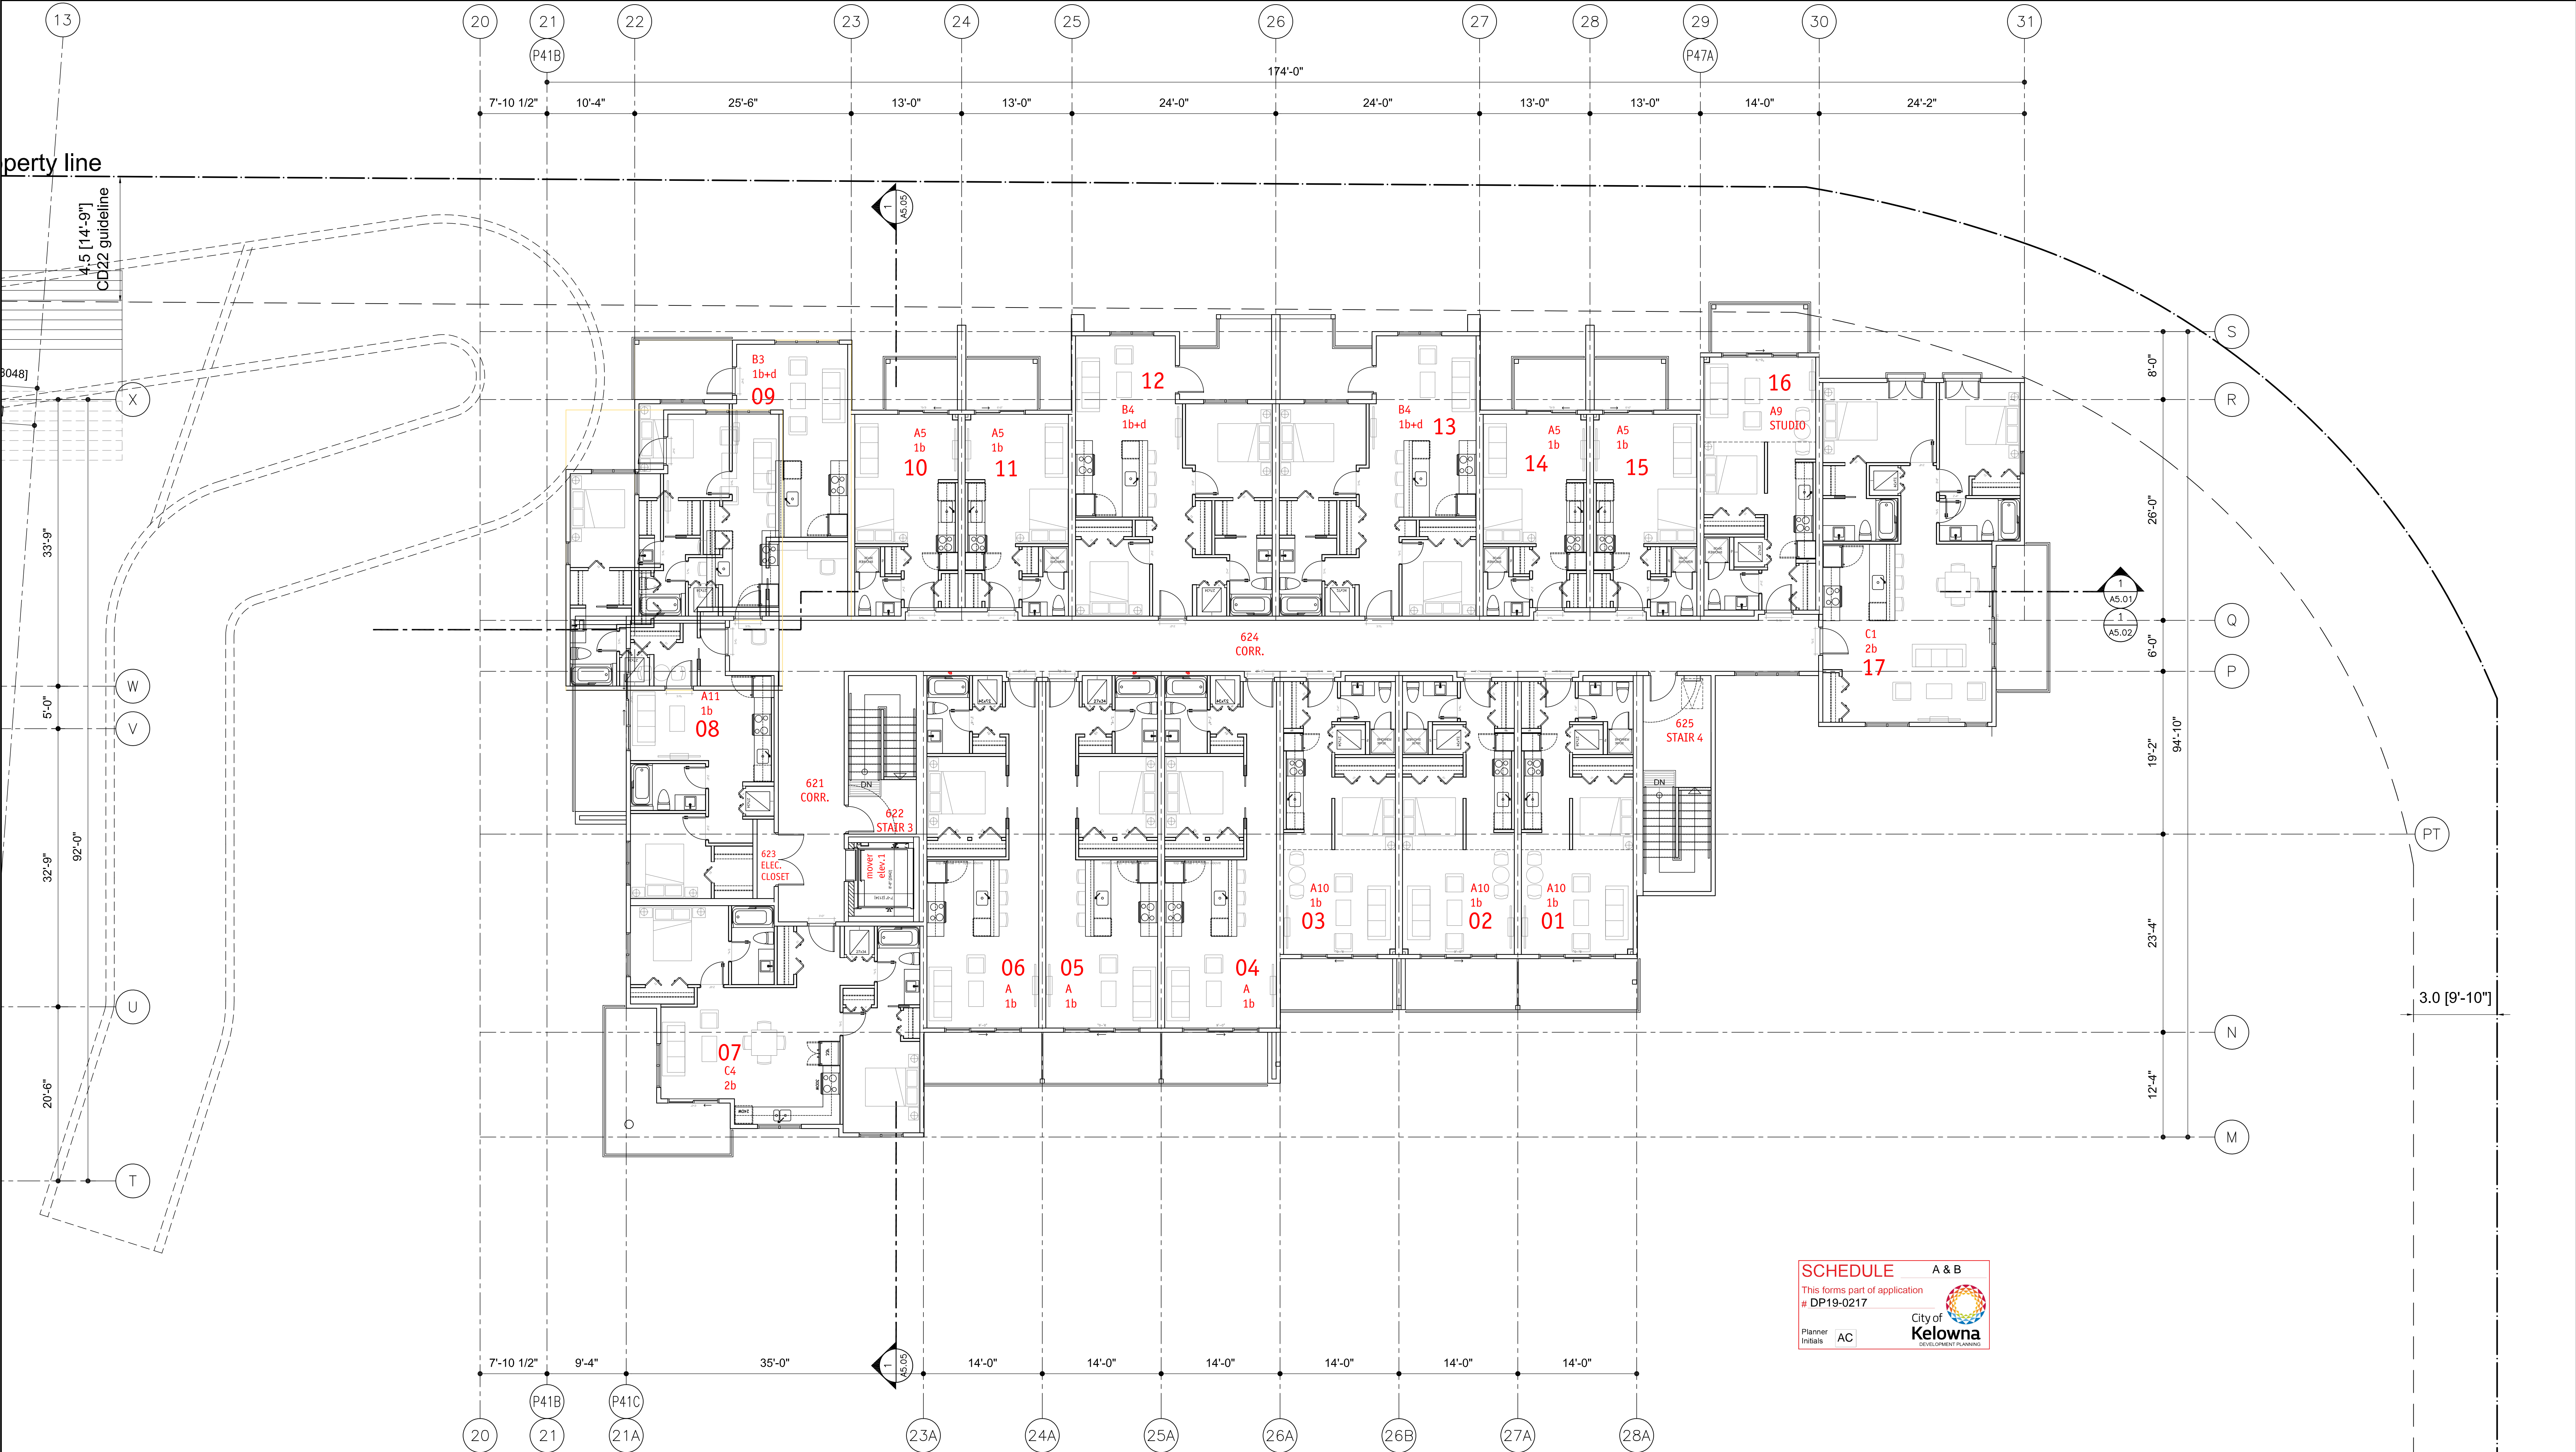 13
20
21
22
23
24
25
26
27
28
29
30
31
P41B
P47A
174'-0"
7'-10 1/2"
10'-4"
25'-6"
13'-0"
13'-0"
24'-0"
24'-0"
13'-0"
13'-0"
14'-0"
24'-2"
perty line
4.5 [14'-9"]
CD22 guideline
1
A5.05
3048]
X
W
V
U
T
33'-9"
5'-0"
92'-0"
32'-9"
20'-6"
S
R
Q
P
PT
N
M
8'-0"
26'-0"
6'-0"
19'-2"
94'-10"
23'-4"
12'-4"
3.0 [9'-10"]
1
A5.01
1
A5.02
B3
1b+d
09
A5
1b
10
A5
1b
11
12
B4
1b+d
B4
1b+d
13
A5
1b
14
A5
1b
15
16
A9
STUDIO
C1
2b
17
624
CORR.
A11
1b
08
621
CORR.
DN
622
STAIR 3
623
ELEC.
CLOSET
mover
elev.1
625
STAIR 4
DN
27x34
27x34
06
A
1b
05
A
1b
04
A
1b
A10
1b
03
A10
1b
02
A10
1b
01
07
C4
2b
24DW
SCHEDULE A & B
This forms part of application
# DP19-0217
City of
Kelowna
DEVELOPMENT PLANNING
Planner
Initials AC
7'-10 1/2"
9'-4"
35'-0"
1
A5.05
14'-0"
14'-0"
14'-0"
14'-0"
14'-0"
14'-0"
P41B
P41C
20
21
21A
23A
24A
25A
26A
26B
27A
28A